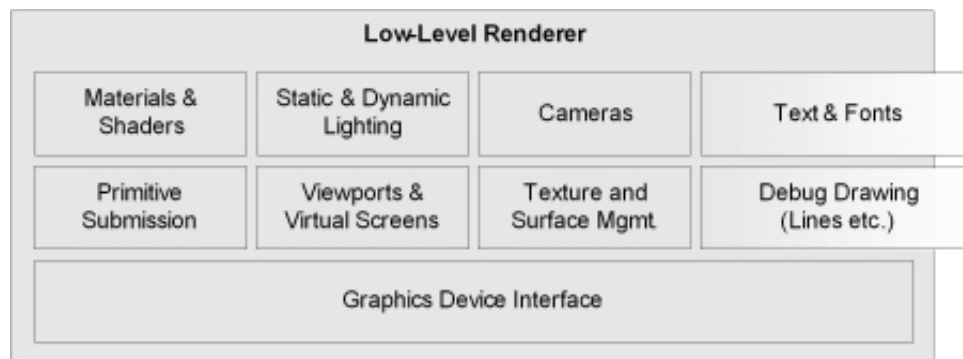 Low-Level Renderer
Materials &
Shaders
Static & Dynamic
Lighting
Cameras
Text & Fonts
Primitive
Submission
Viewports &
Virtual Screens
Texture and
Surface Mgmt.
Debug Drawing
(Lines etc.)
Graphics Device Interface